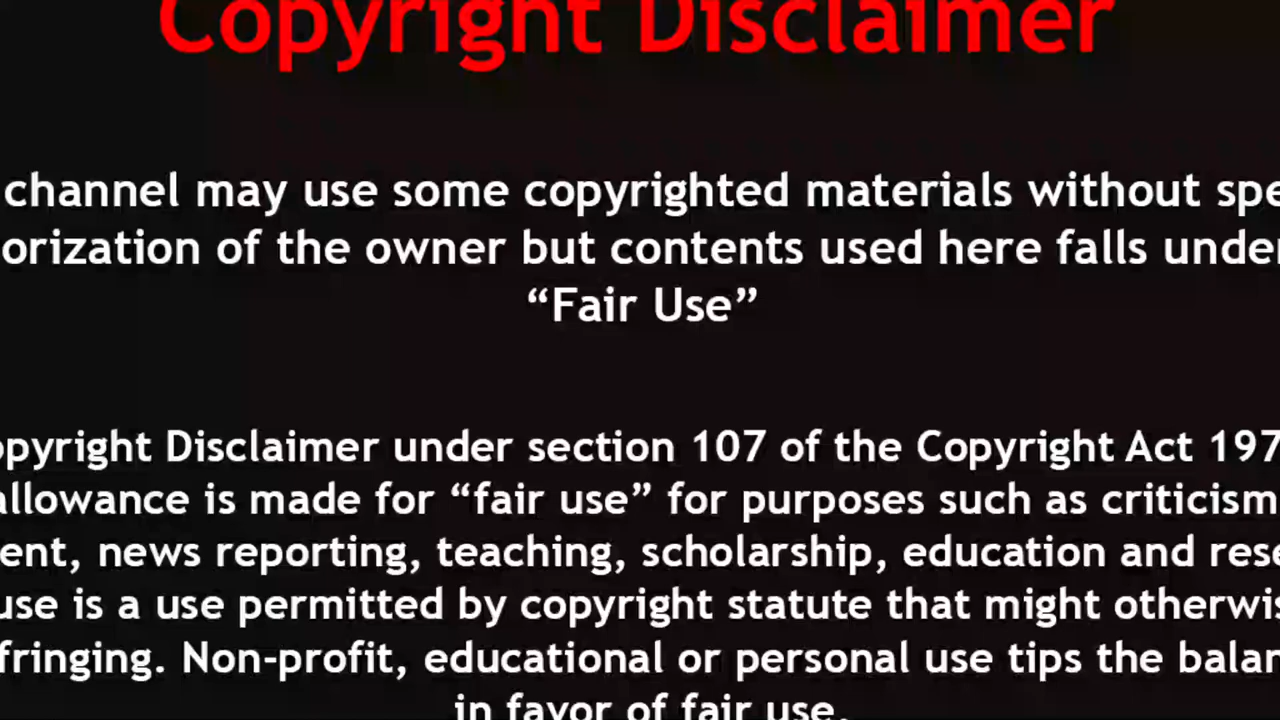 Copyright Disclaimer
channel may use some copyrighted materials without spe
orization of the owner but contents used here falls under
“Fair Use”
opyright Disclaimer under section 107 of the Copyright Act 197
allowance is made for “fair use” for purposes such as criticism
ent, news reporting, teaching, scholarship, education and rese
use is a use permitted by copyright statute that might otherwis
fringing. Non-profit, educational or personal use tips the balan
in favor of fair use.